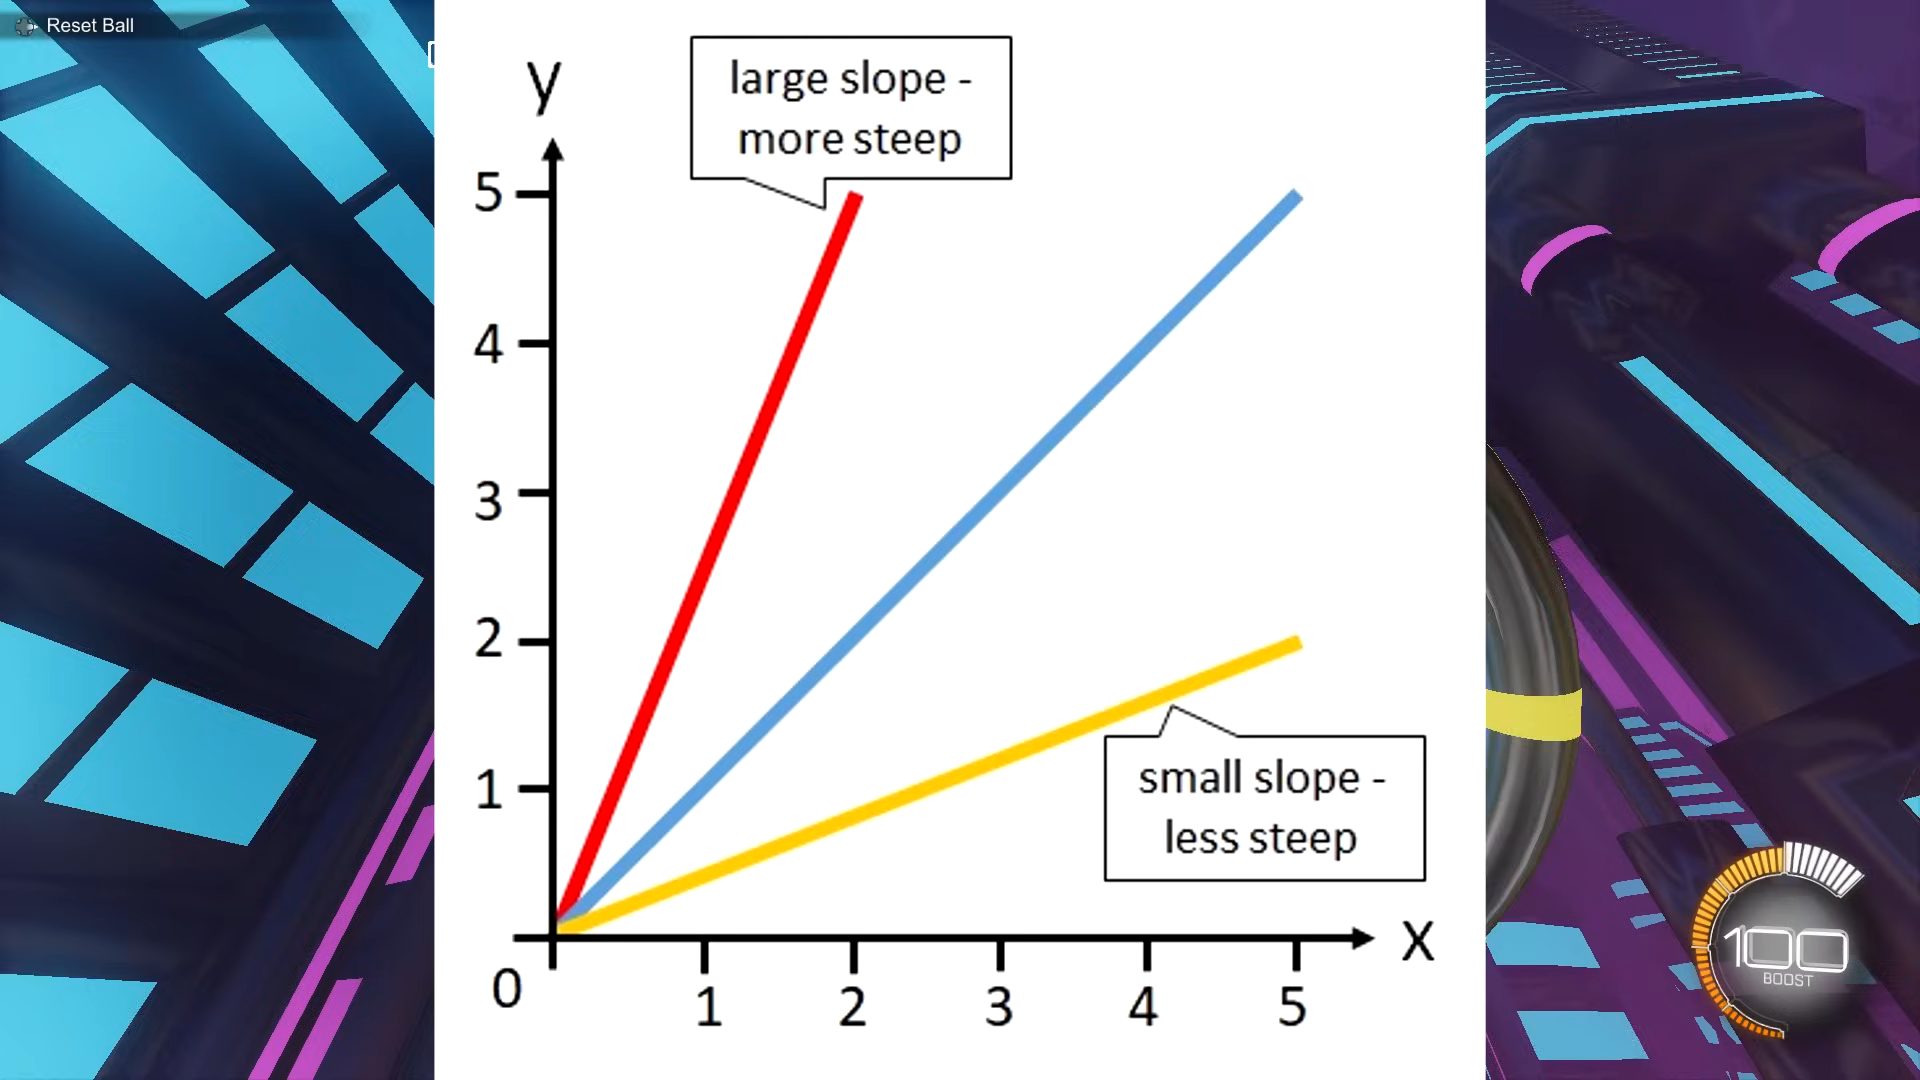 Reset Ball
y
large slope -
more steep
5
4
3
2
1
small slope -
less steep
x
0
1 2 3 4 5
100
BOOST